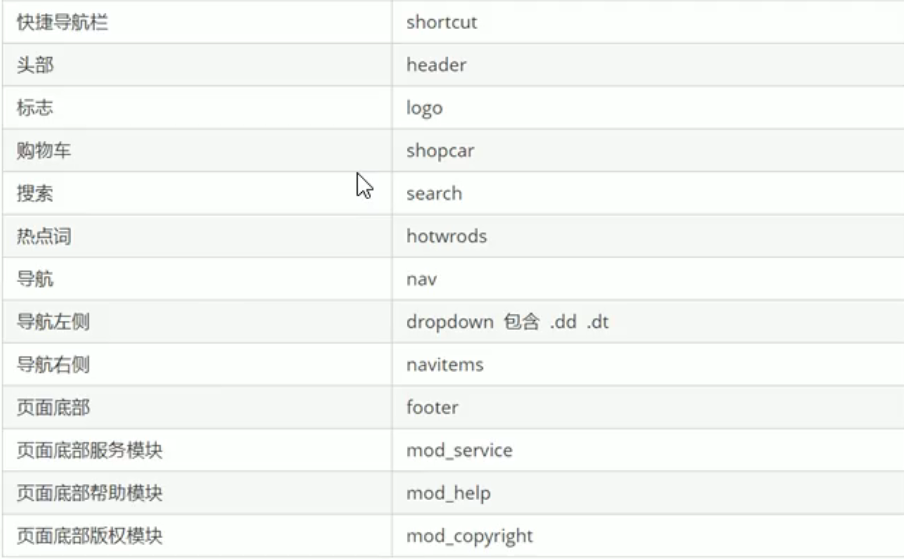 快捷导航栏 shortcut
头部 header
标志 logo
购物车 shopcar
搜索 search
热点词 hotwrods
导航 nav
导航左侧 dropdown 包含 .dd .dt
导航右侧 navitems
页面底部 footer
页面底部服务模块 mod_service
页面底部帮助模块 mod_help
页面底部版权模块 mod_copyright